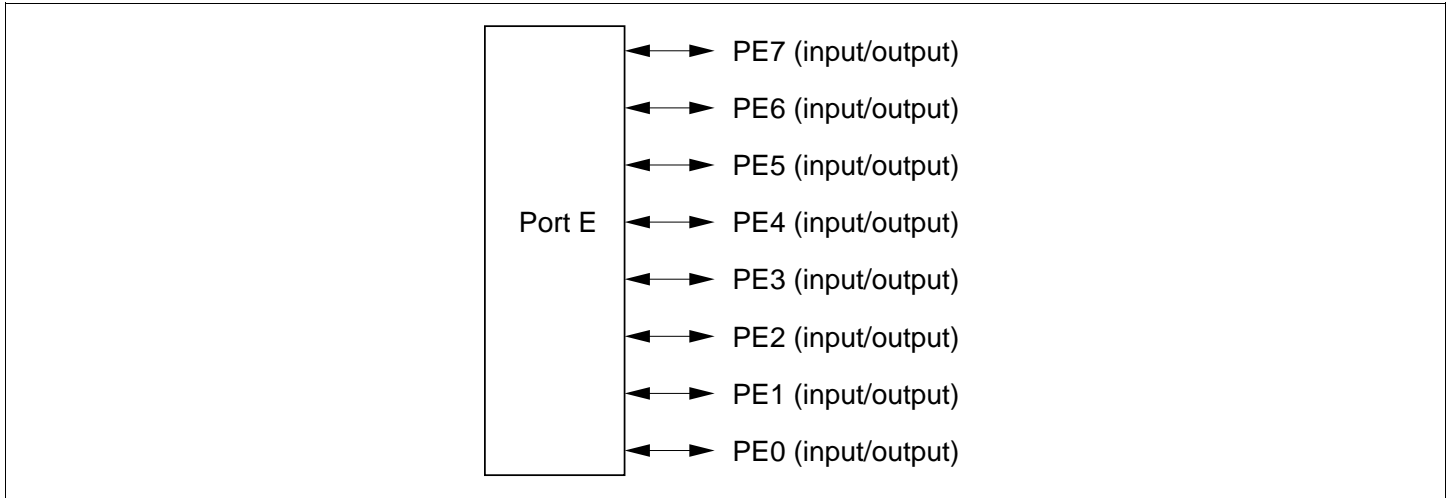 PE7 (input/output)
PE6 (input/output)
PE5 (input/output)
Port E
PE4 (input/output)
PE3 (input/output)
PE2 (input/output)
PE1 (input/output)
PE0 (input/output)